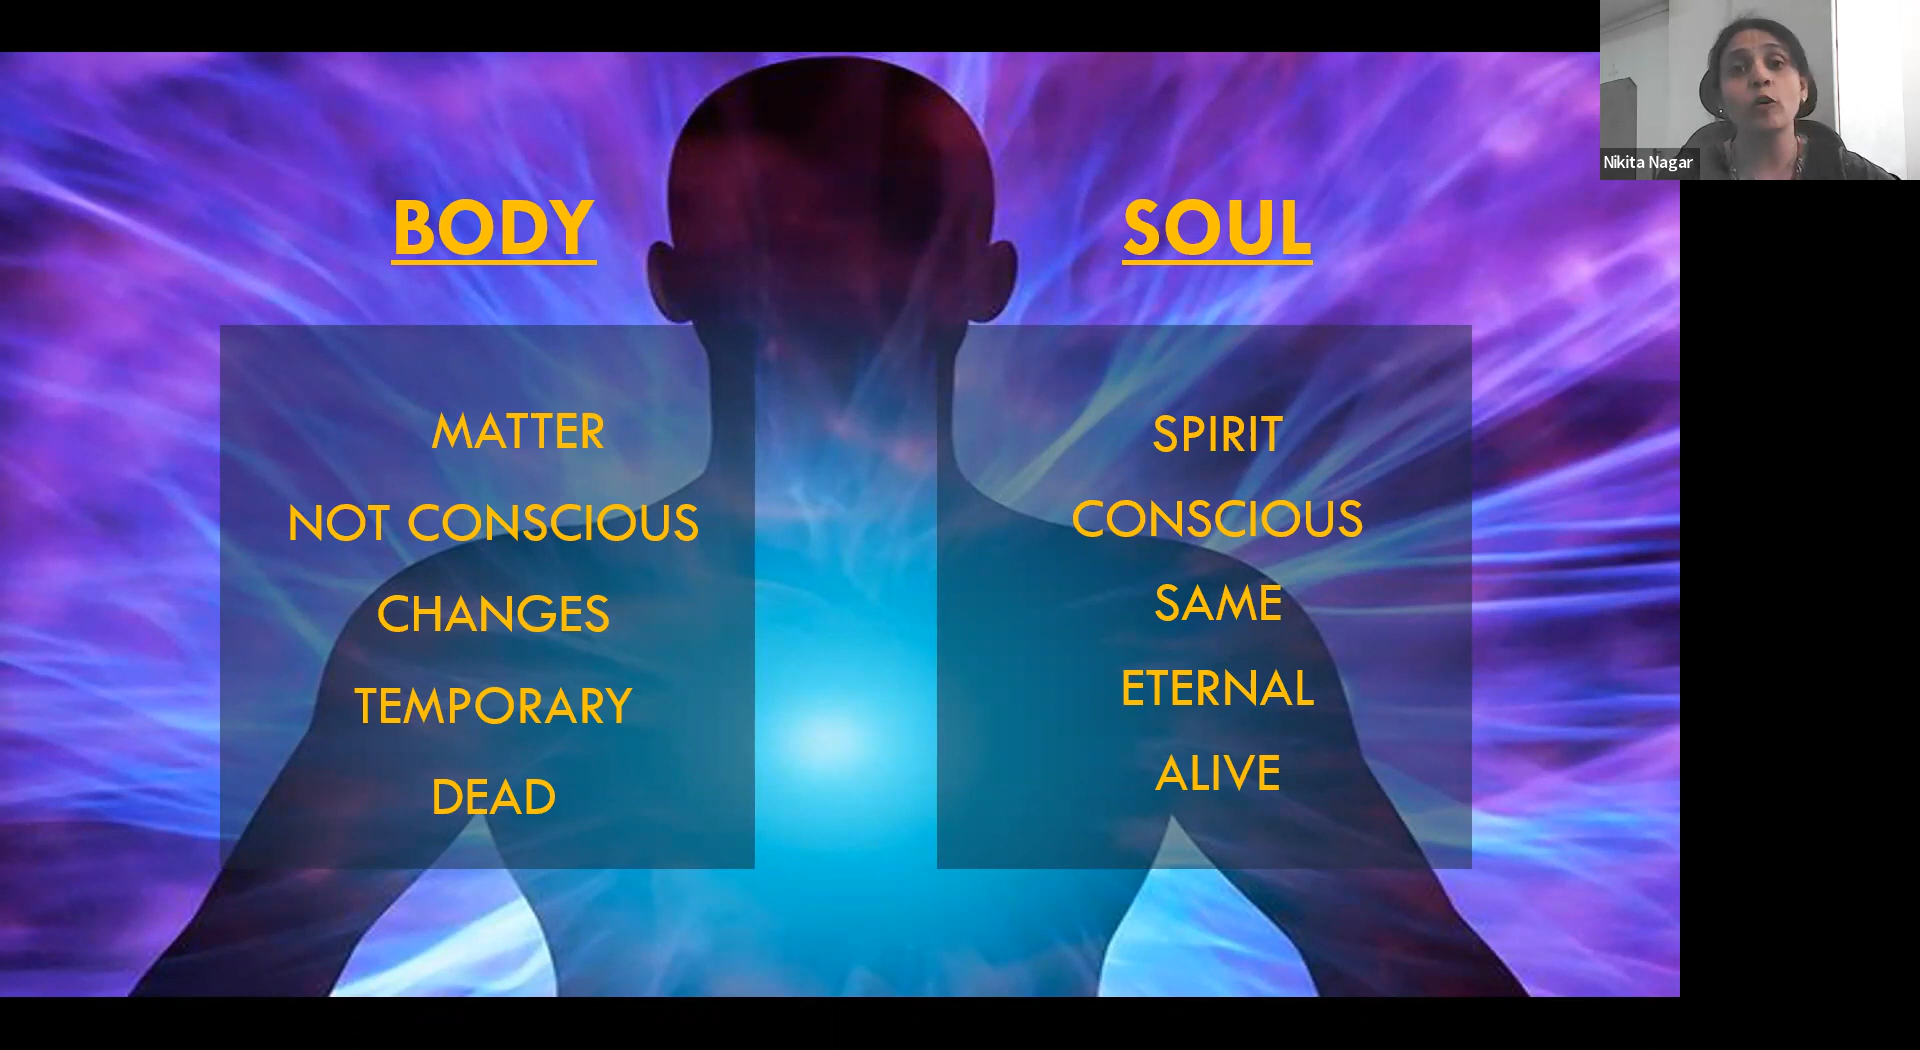 BODY
MATTER
NOT CONSCIOUS
CHANGES
TEMPORARY
DEAD
SOUL
SPIRIT
CONSCIOUS
SAME
ETERNAL
ALIVE
Nikita Nagar